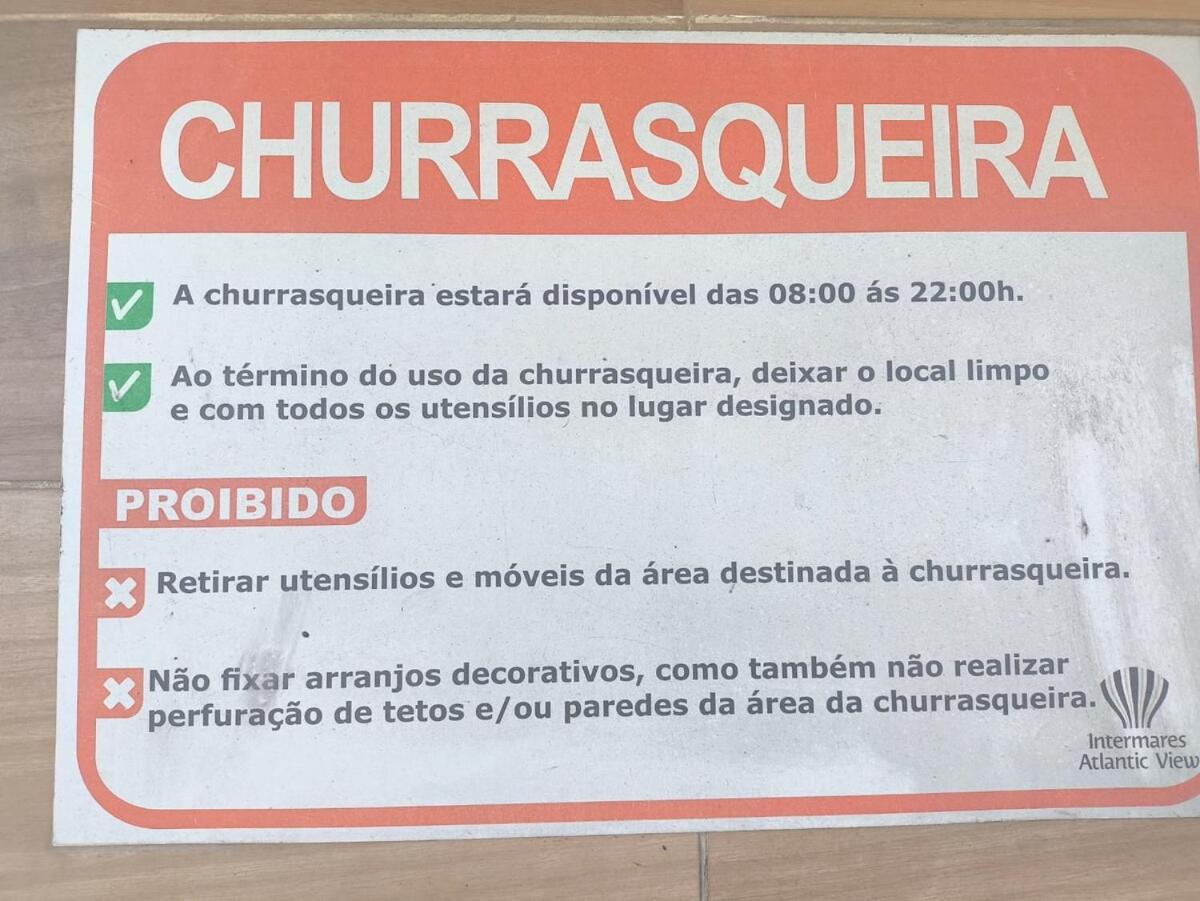 CHURRASQUEIRA
A churrasqueira estará disponível das 08:00 ás 22:00h.
Ao término do uso da churrasqueira, deixar o local limpo
e com todos os utensílios no lugar designado.
PROIBIDO
Retirar utensílios e móveis da área destinada à churrasqueira.
Não fixar arranjos decorativos, como também não realizar
perfuração de tetos e/ou paredes da área da churrasqueira.
Intermares
Atlantic View